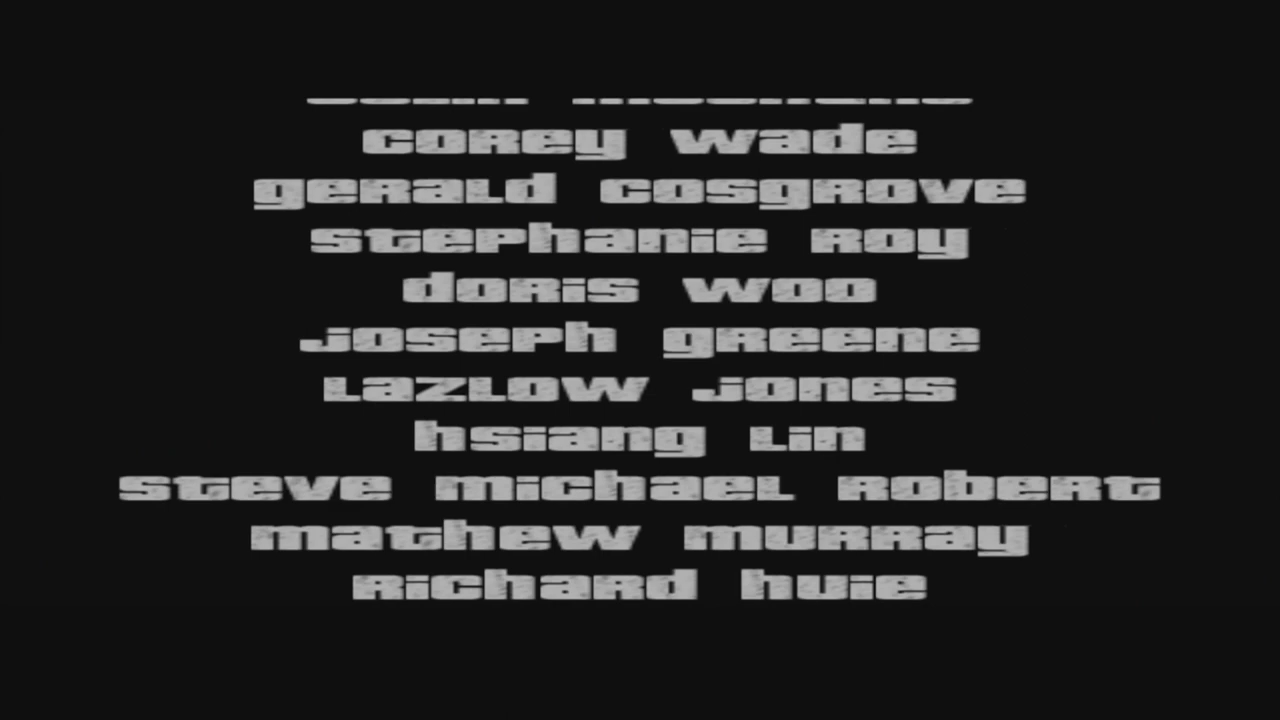 corey wade
gerald cosgrove
stephanie roy
doris woo
joseph greene
lazlow jones
hsiang lin
steve michael robert
mathew murray
richard huie